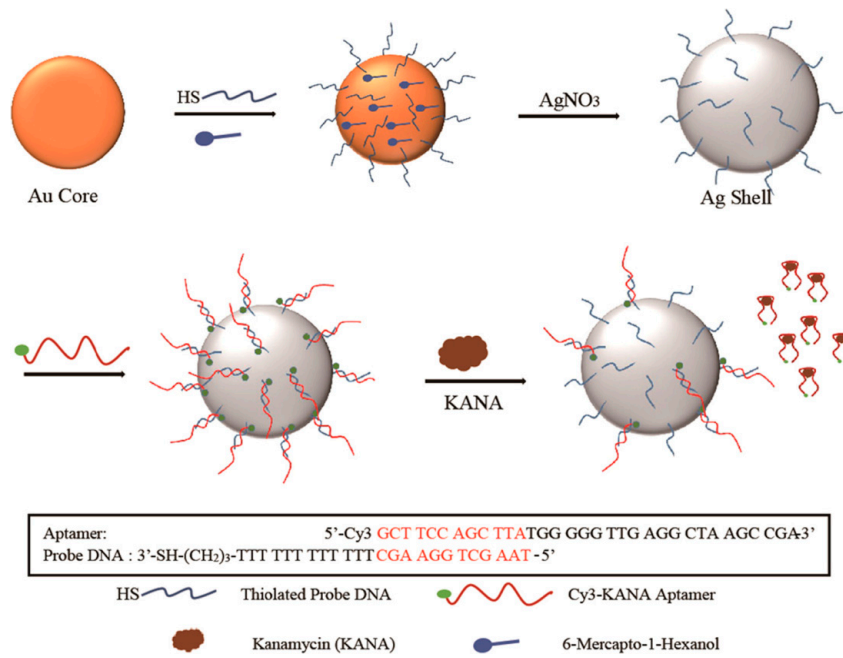 HS
AgNO₃
Au Core
Ag Shell
KANA
Aptamer: 5’-Cy3 GCT TCC AGC TTATGG GGG TTG AGG CTA AGC CGA-3’
Probe DNA : 3’-SH-(CH₂)₃-TTT TTT TTT TTT CGA AGG TCG AAT -5’
HS Thiolated Probe DNA Cy3-KANA Aptamer
Kanamycin (KANA) 6-Mercapto-1-Hexanol